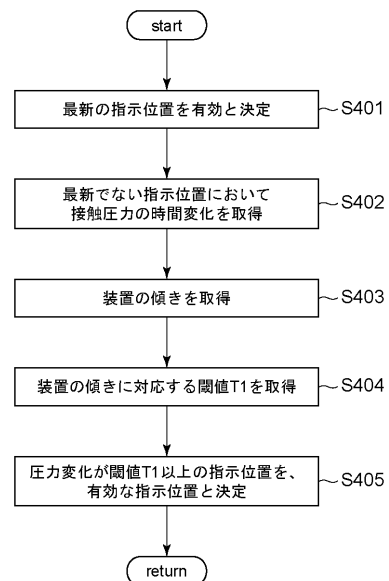 start
最新の指示位置を有効と決定
S401
最新でない指示位置において
接触圧力の時間変化を取得
S402
装置の傾きを取得
S403
装置の傾きに対応する閾値T1を取得
S404
圧力変化が閾値T1以上の指示位置を、
有効な指示位置と決定
S405
return